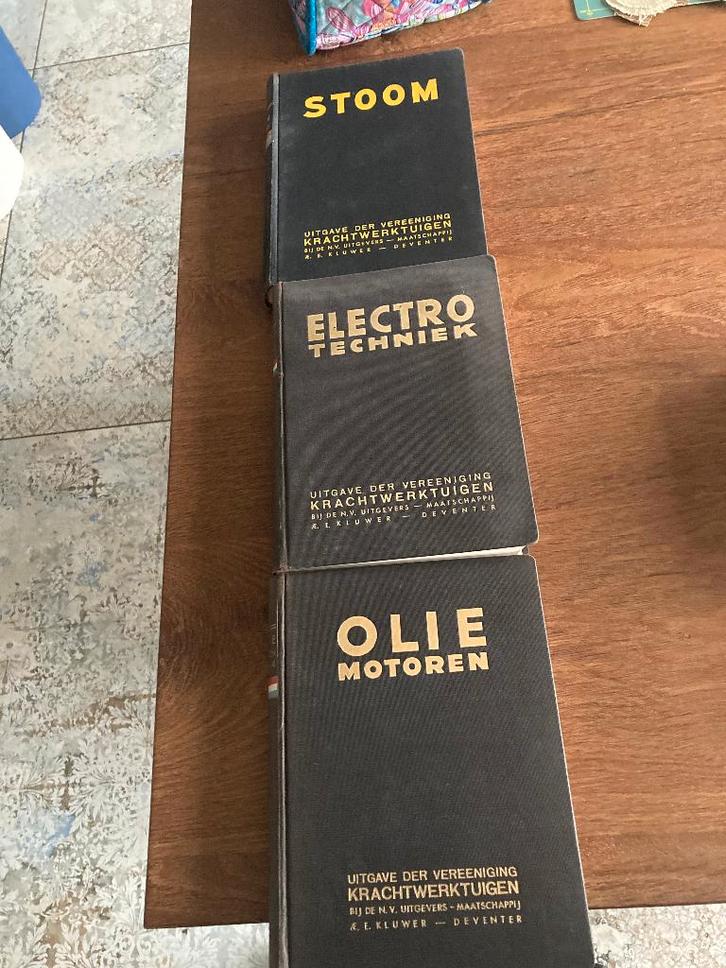 STOOM
UITGAVE DER VEREENIGING
KRACHTWERKTUIGEN
BIJ DE N.V. UITGEVERS – MAATSCHAPPIJ
Æ. E. KLUWER — DEVENTER
ELECTRO
TECHNIEK
UITGAVE DER VEREENIGING
KRACHTWERKTUIGEN
BIJ DE N.V. UITGEVERS – MAATSCHAPPIJ
Æ. E. KLUWER — DEVENTER
OLIE
MOTOREN
UITGAVE DER VEREENIGING
KRACHTWERKTUIGEN
BIJ DE N.V. UITGEVERS - MAATSCHAPPIJ
Æ. E. KLUWER — DEVENTER